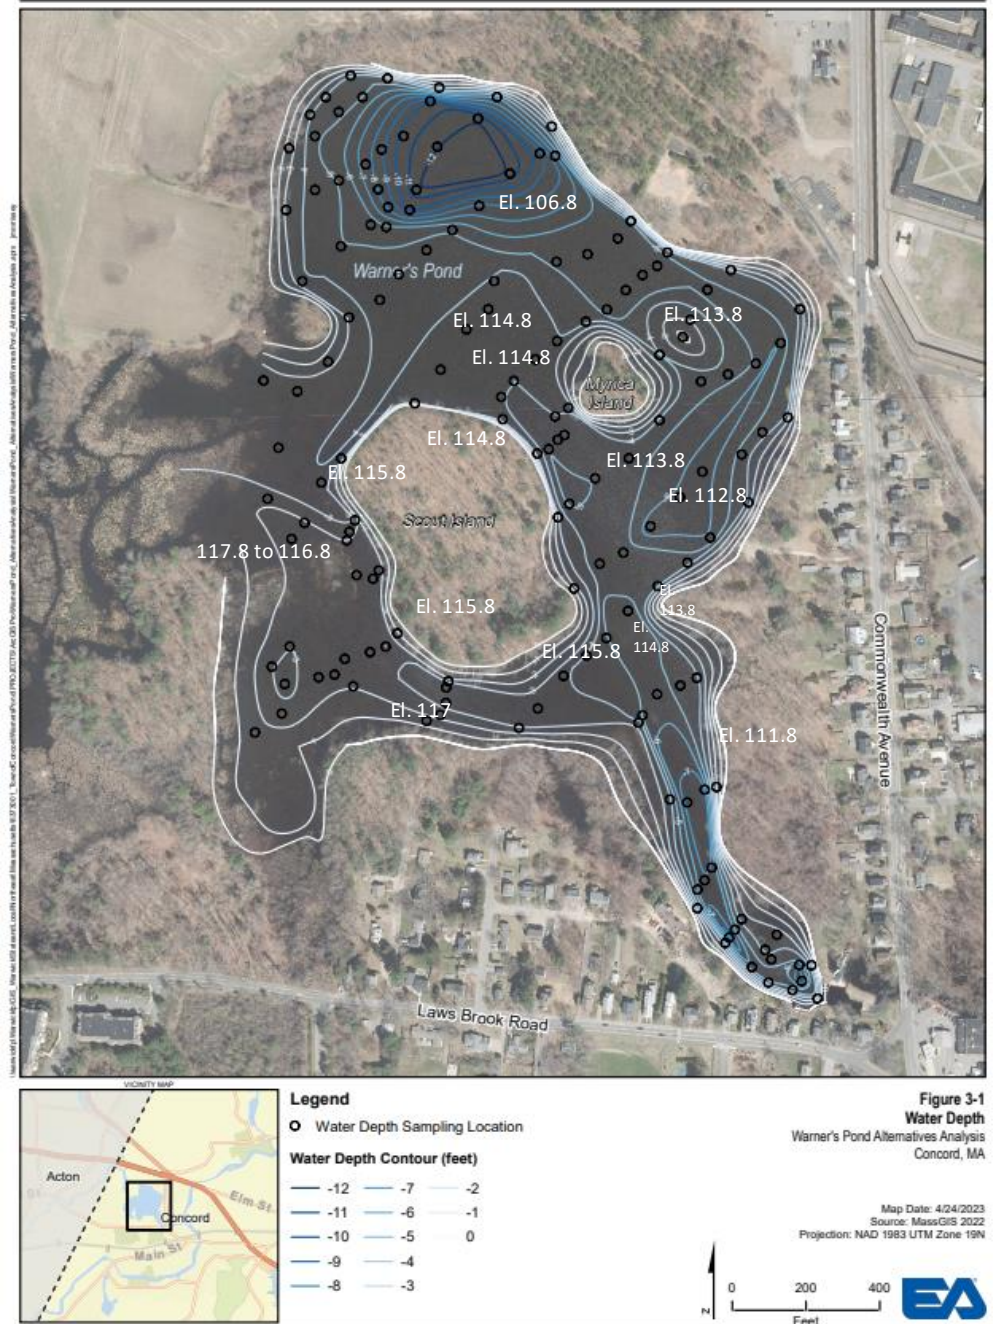 El. 106.8
Warner's Pond
El. 113.8
El. 114.8
El. 114.8
Myrica
Island
El. 114.8
El. 113.8
El. 115.8
El. 112.8
Scout Island
117.8 to 116.8
El. 115.8
El.
113.8
El.
114.8
El. 115.8
El. 117
El. 111.8
Commonwealth Avenue
Laws Brook Road
VICINITY MAP
Acton
Concord
Elm St
Main St
Legend
Water Depth Sampling Location
Water Depth Contour (feet)
-12 -7 -2
-11 -6 -1
-10 -5 0
-9 -4
-8 -3
Figure 3-1
Water Depth
Warner's Pond Alternatives Analysis
Concord, MA
Map Date: 4/24/2023
Source: MassGIS 2022
Projection: NAD 1983 UTM Zone 19N
N
0 200 400
Feet
EA